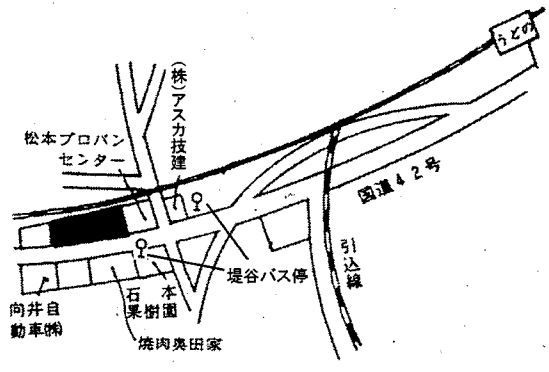 うどの
(株)アスカ技建
松本プロパン
センター
国道42号
引込線
堤谷バス停
石本
果樹園
向井自
動車(株)
焼肉奥田家